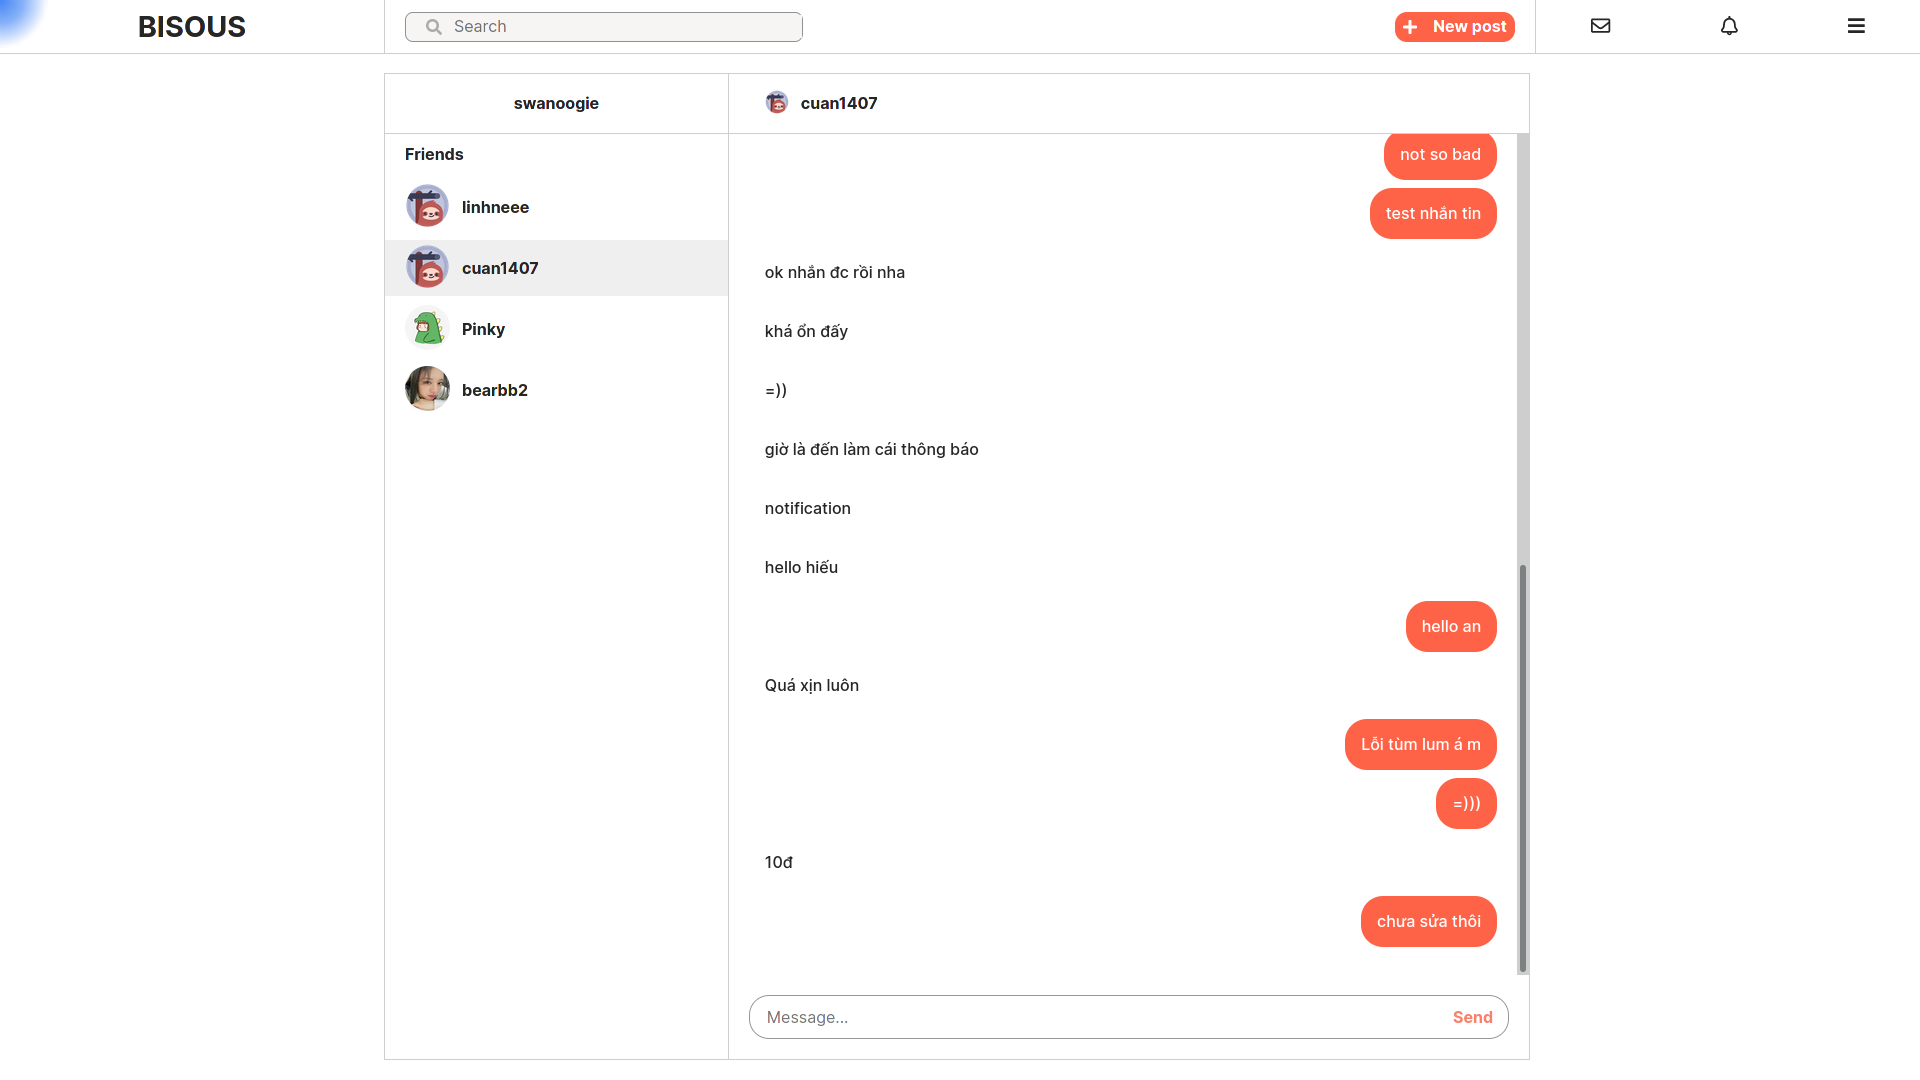 BISOUS
Search
New post
swanoogie
cuan1407
Friends
linhneee
cuan1407
Pinky
bearbb2
not so bad
test nhắn tin
ok nhắn đc rồi nha
khá ổn đấy
=))
giờ là đến làm cái thông báo
notification
hello hiếu
hello an
Quá xịn luôn
Lỗi tùm lum á m
=)))
10đ
chưa sửa thôi
Message...
Send